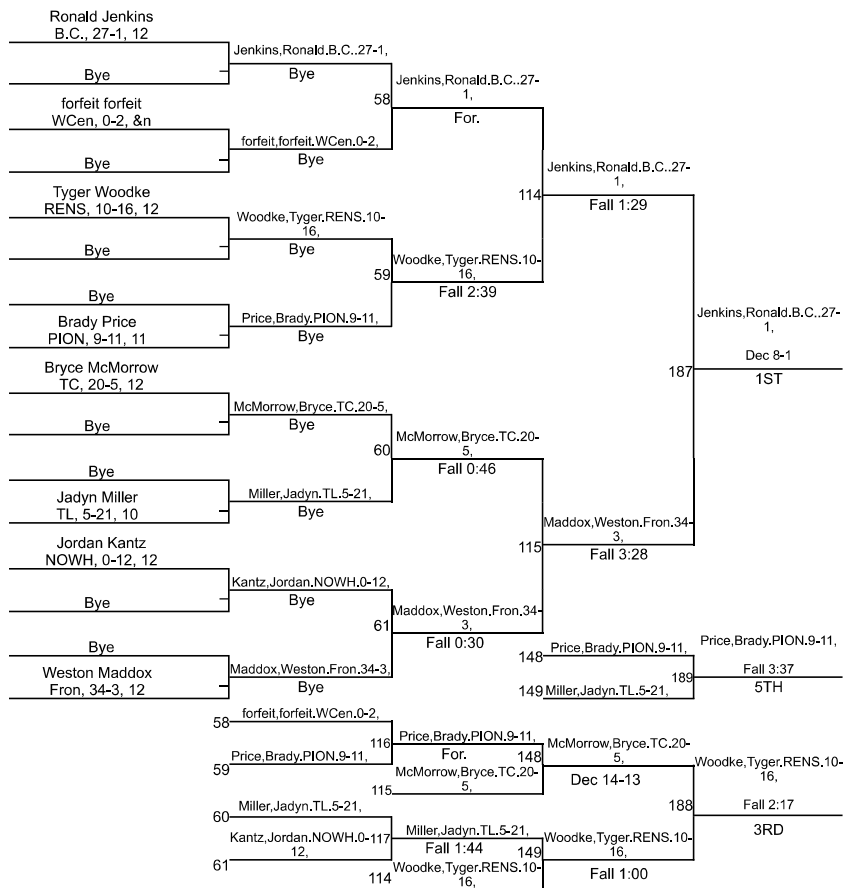 Ronald Jenkins
B.C., 27-1, 12
Jenkins,Ronald.B.C..27-1,
Bye
Bye
58
Jenkins,Ronald.B.C..27-
1,
For.
forfeit forfeit
WCen, 0-2, &n
forfeit,forfeit.WCen.0-2,
Bye
Bye
114
Jenkins,Ronald.B.C..27-
1,
Fall 1:29
Tyger Woodke
RENS, 10-16, 12
Woodke,Tyger.RENS.10-
16,
Bye
Bye
59
Woodke,Tyger.RENS.10-
16,
Fall 2:39
Bye
Price,Brady.PION.9-11,
Bye
Brady Price
PION, 9-11, 11
187
Jenkins,Ronald.B.C..27-
1,
Dec 8-1
1ST
Bryce McMorrow
TC, 20-5, 12
McMorrow,Bryce.TC.20-5,
Bye
Bye
60
McMorrow,Bryce.TC.20-
5,
Fall 0:46
Bye
Miller,Jadyn.TL.5-21,
Bye
Jadyn Miller
TL, 5-21, 10
115
Maddox,Weston.Fron.34-
3,
Fall 3:28
Jordan Kantz
NOWH, 0-12, 12
Kantz,Jordan.NOWH.0-12,
Bye
Bye
61
Maddox,Weston.Fron.34-
3,
Fall 0:30
Bye
Maddox,Weston.Fron.34-3,
Bye
Weston Maddox
Fron, 34-3, 12
148
Price,Brady.PION.9-11,
189
Price,Brady.PION.9-11,
Fall 3:37
5TH
149
Miller,Jadyn.TL.5-21,
58
forfeit,forfeit.WCen.0-2,
116
Price,Brady.PION.9-11,
For.
59
Price,Brady.PION.9-11,
148
McMorrow,Bryce.TC.20-
5,
Dec 14-13
115
McMorrow,Bryce.TC.20-
5,
188
Woodke,Tyger.RENS.10-
16,
Fall 2:17
3RD
60
Miller,Jadyn.TL.5-21,
117
Miller,Jadyn.TL.5-21,
Fall 1:44
61
Kantz,Jordan.NOWH.0-
12,
149
Woodke,Tyger.RENS.10-
16,
Fall 1:00
114
Woodke,Tyger.RENS.10-
16,